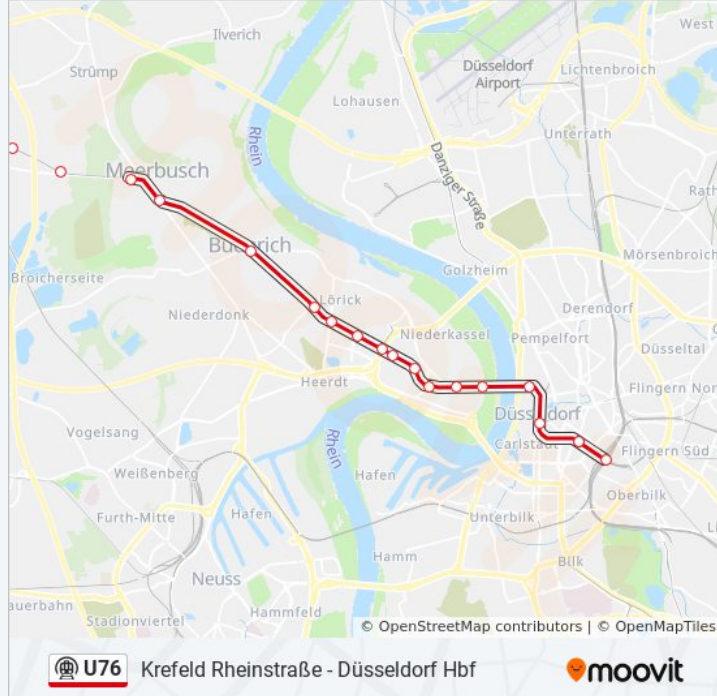 West
Ilverich
Düsseldorf
Airport
Lichtenbroich
Strümp
Lohausen
Rhein
Unterrath
Danziger Straße
Meerbusch
Rath
Büderich
Mörsenbroich
Golzheim
Broicherseite
Lörick
Derendorf
Niederdonk
Niederkassel
Pempelfort
Düsseltal
Heerdt
Flingern Nor
Düsseldorf
Vogelsang
Carlstadt
Flingern Süd
Rhein
Weißenberg
Hafen
Oberbilk
Furth-Mitte
Hafen
Unterbilk
Li
Hamm
Bilk
Neuss
auerbahn
Hammfeld
Stadionviertel
© OpenStreetMap contributors | © OpenMapTiles
U76 Krefeld Rheinstraße - Düsseldorf Hbf
moovit